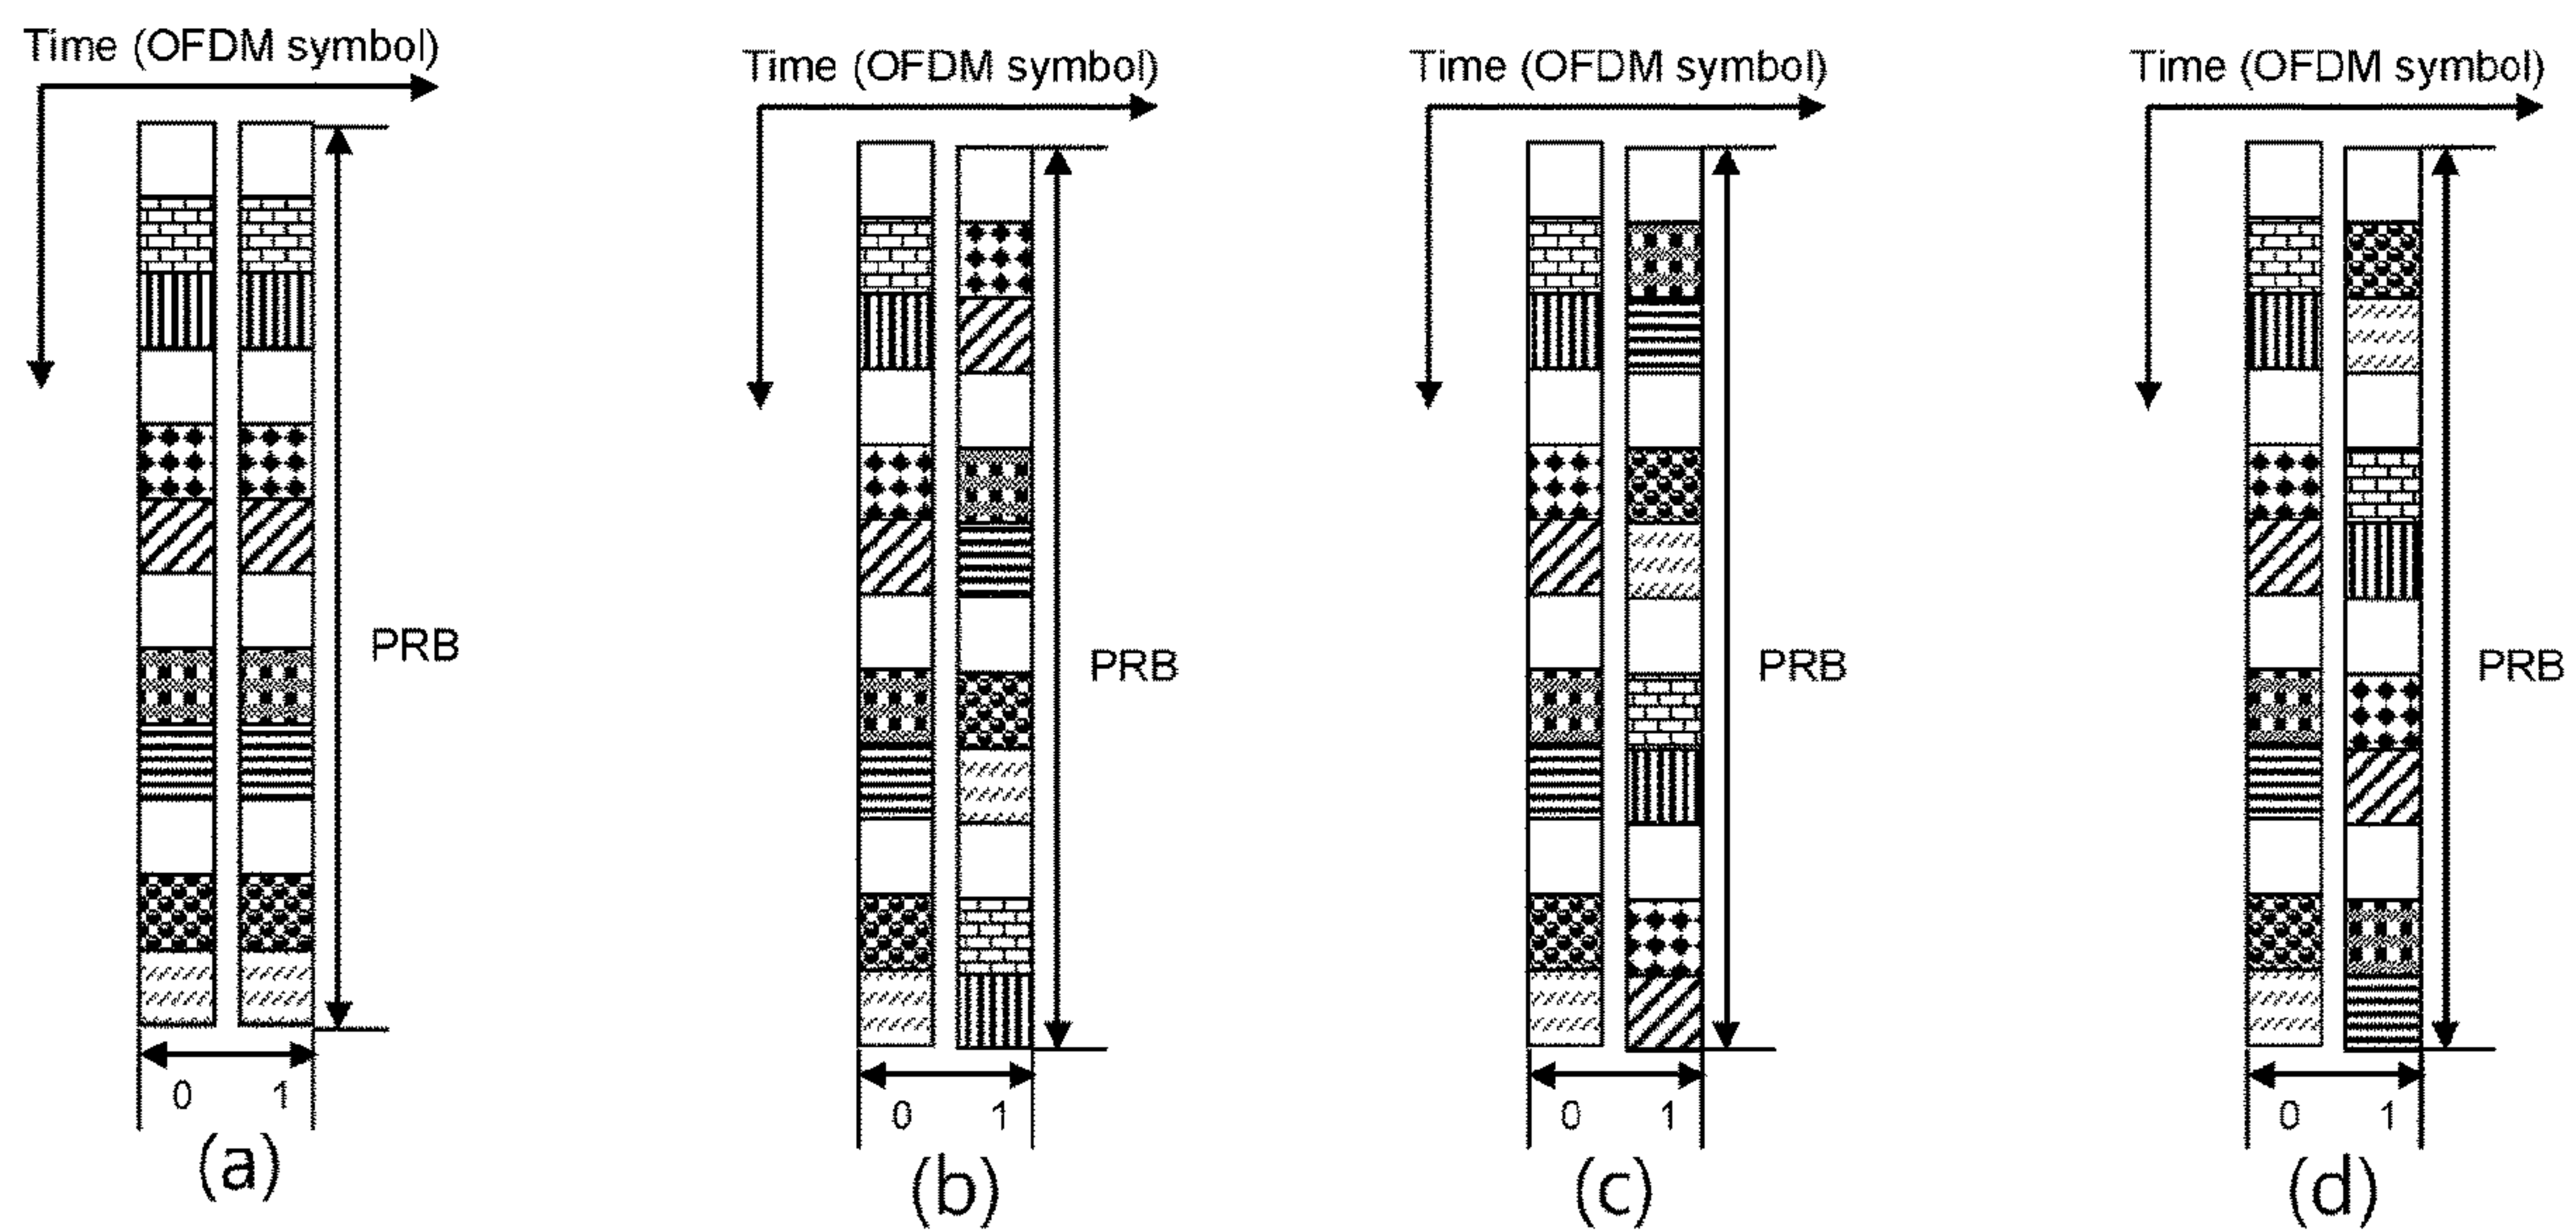 Time (OFDM symbol)
PRB
0 1
(a)
Time (OFDM symbol)
PRB
0 1
(b)
Time (OFDM symbol)
PRB
0 1
(c)
Time (OFDM symbol)
PRB
0 1
(d)